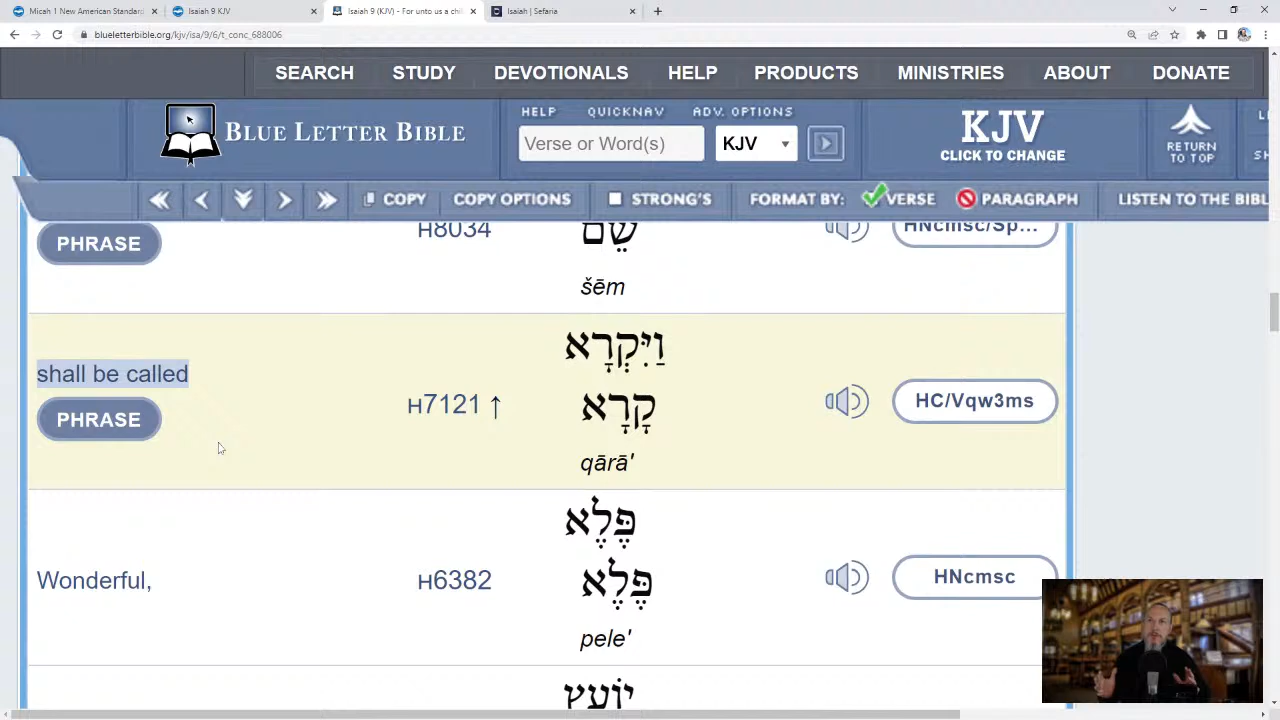 Micah 1 New American Standard
Isaiah 9 KJV
Isaiah 9 (KJV) - For unto us a chi
Isaiah | Sefaria
blueletterbible.org/kjv/isa/9/6/t_conc_688006
SEARCH STUDY DEVOTIONALS HELP PRODUCTS MINISTRIES ABOUT DONATE
BLUE LETTER BIBLE
HELP QUICKNAV ADV. OPTIONS
Verse or Word(s) KJV
KJV
CLICK TO CHANGE
RETURN
TO TOP
COPY COPY OPTIONS STRONG'S FORMAT BY: VERSE PARAGRAPH LISTEN TO THE BIBL
PHRASE H8034 שֵׁם HNcmsc/Sp...
šēm
shall be called
PHRASE
H7121 ↑
וַיִּקְרָא
קָרָא
qārā'
HC/Vqw3ms
Wonderful,
H6382
פֶּלֶא
פֶּלֶא
pele'
HNcmsc
יוֹעֵץ